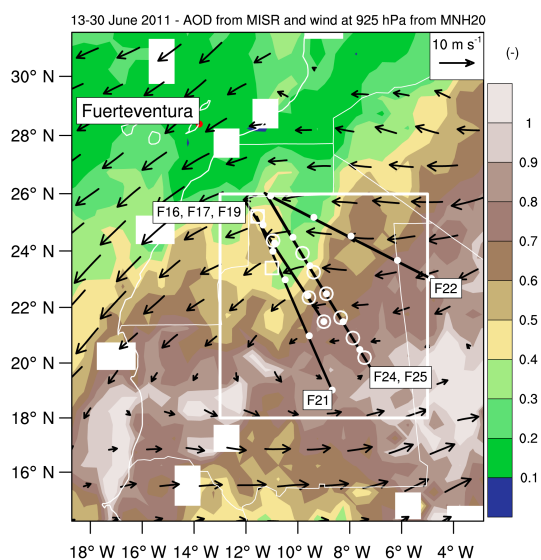 13-30 June 2011 - AOD from MISR and wind at 925 hPa from MNH20
10 m s⁻¹
(-)
30° N
28° N
26° N
24° N
22° N
20° N
18° N
16° N
Fuerteventura
F16, F17, F19
F22
F24, F25
F21
1
0.9
0.8
0.7
0.6
0.5
0.4
0.3
0.2
0.1
18° W
16° W
14° W
12° W
10° W
8° W
6° W
4° W